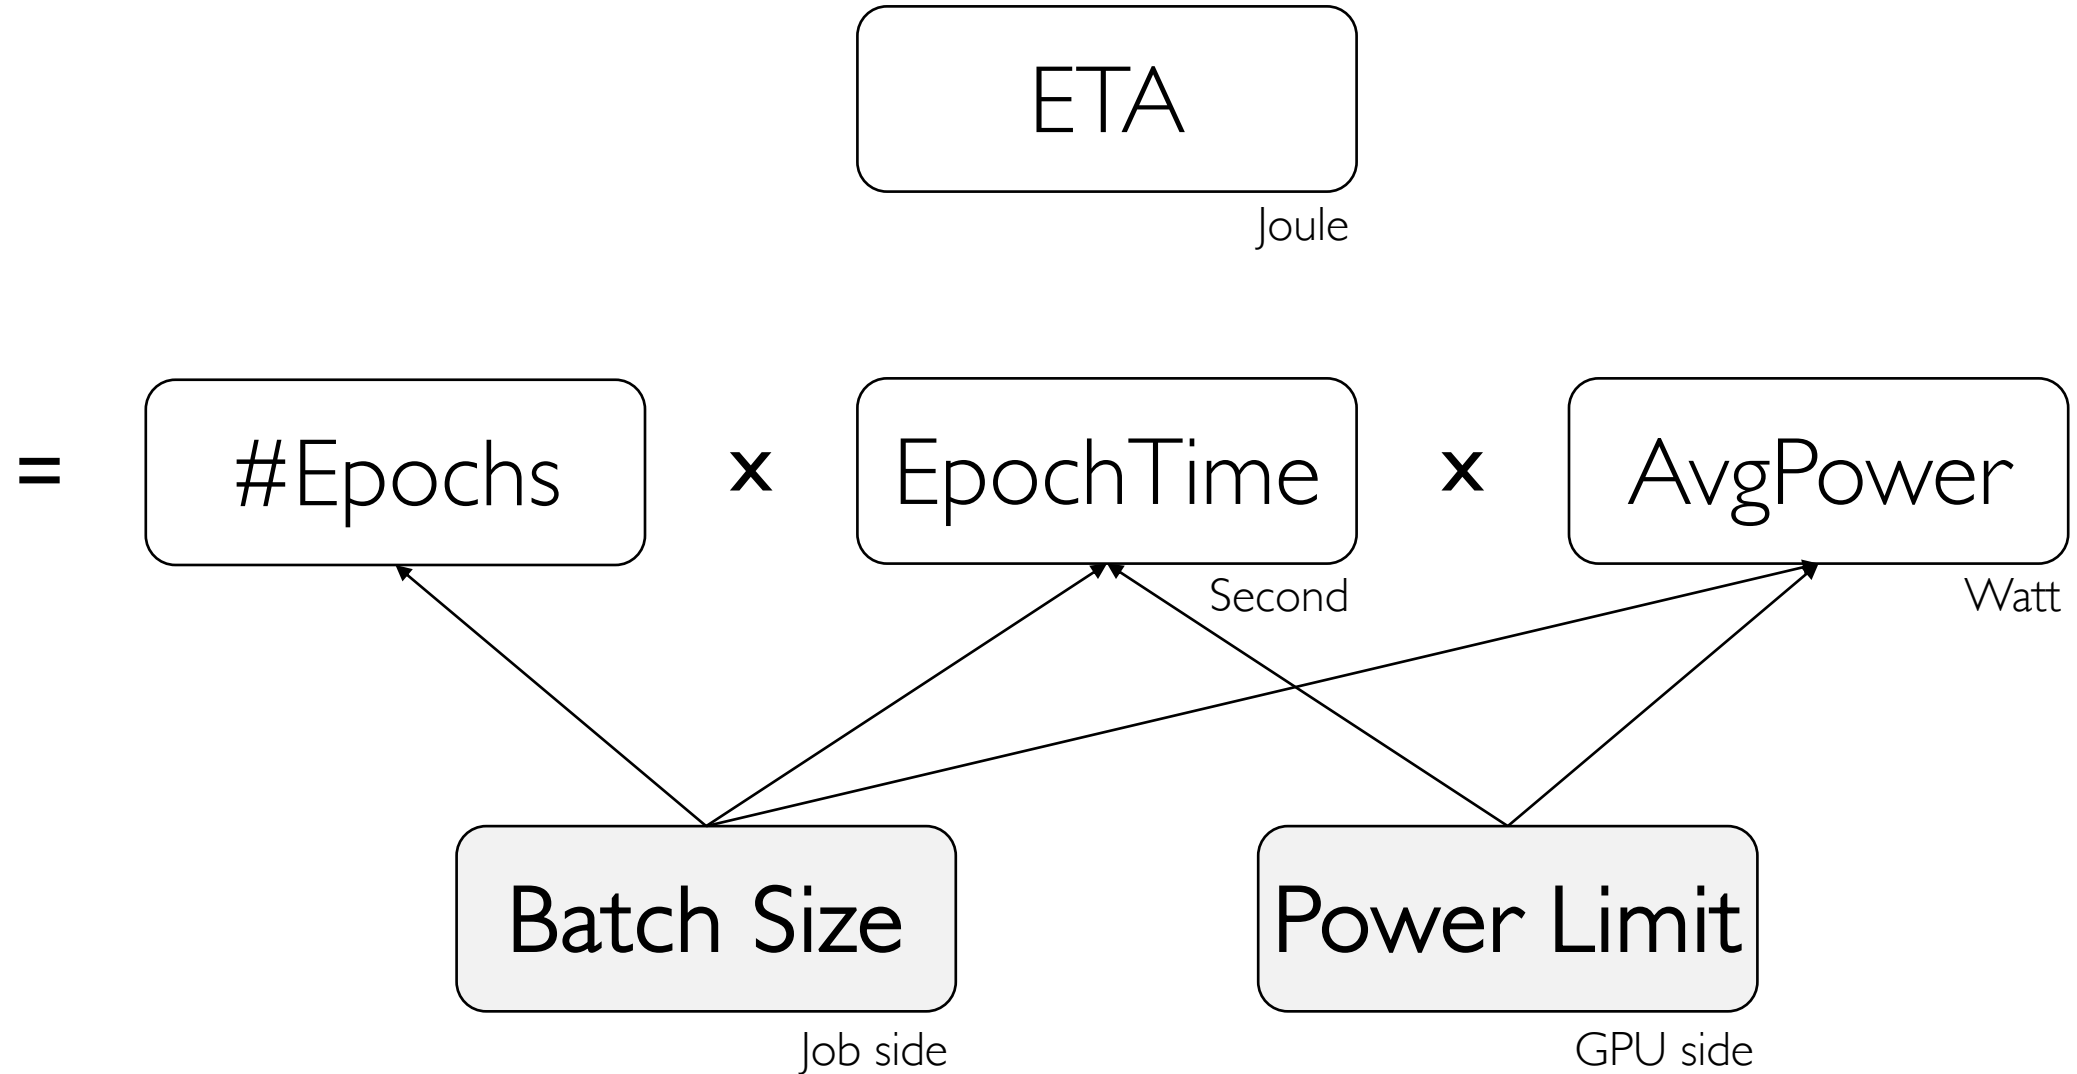 ETA
Joule
= #Epochs x EpochTime x AvgPower
Second
Watt
Batch Size
Power Limit
Job side
GPU side